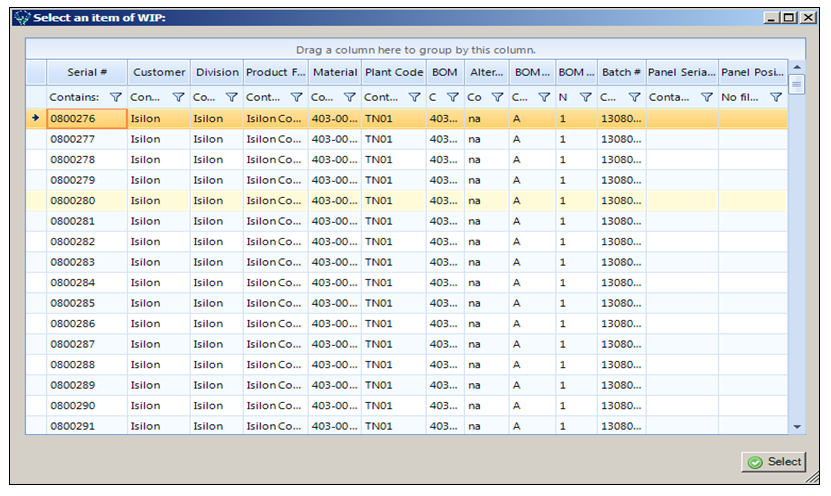 Select an item of WIP:
Drag a column here to group by this column.
Serial # Customer Division Product F... Material Plant Code BOM Alter... BOM... BOM ... Batch # Panel Seria... Panel Posi...
Contains: Con... Co... Cont... Co... Cont... C Co C... N C... Conta... No fil...
0800276 Isilon Isilon Isilon Co... 403-00... TN01 403... na A 1 13080...
0800277 Isilon Isilon Isilon Co... 403-00... TN01 403... na A 1 13080...
0800278 Isilon Isilon Isilon Co... 403-00... TN01 403... na A 1 13080...
0800279 Isilon Isilon Isilon Co... 403-00... TN01 403... na A 1 13080...
0800280 Isilon Isilon Isilon Co... 403-00... TN01 403... na A 1 13080...
0800281 Isilon Isilon Isilon Co... 403-00... TN01 403... na A 1 13080...
0800282 Isilon Isilon Isilon Co... 403-00... TN01 403... na A 1 13080...
0800283 Isilon Isilon Isilon Co... 403-00... TN01 403... na A 1 13080...
0800284 Isilon Isilon Isilon Co... 403-00... TN01 403... na A 1 13080...
0800285 Isilon Isilon Isilon Co... 403-00... TN01 403... na A 1 13080...
0800286 Isilon Isilon Isilon Co... 403-00... TN01 403... na A 1 13080...
0800287 Isilon Isilon Isilon Co... 403-00... TN01 403... na A 1 13080...
0800288 Isilon Isilon Isilon Co... 403-00... TN01 403... na A 1 13080...
0800289 Isilon Isilon Isilon Co... 403-00... TN01 403... na A 1 13080...
0800290 Isilon Isilon Isilon Co... 403-00... TN01 403... na A 1 13080...
0800291 Isilon Isilon Isilon Co... 403-00... TN01 403... na A 1 13080...
Select